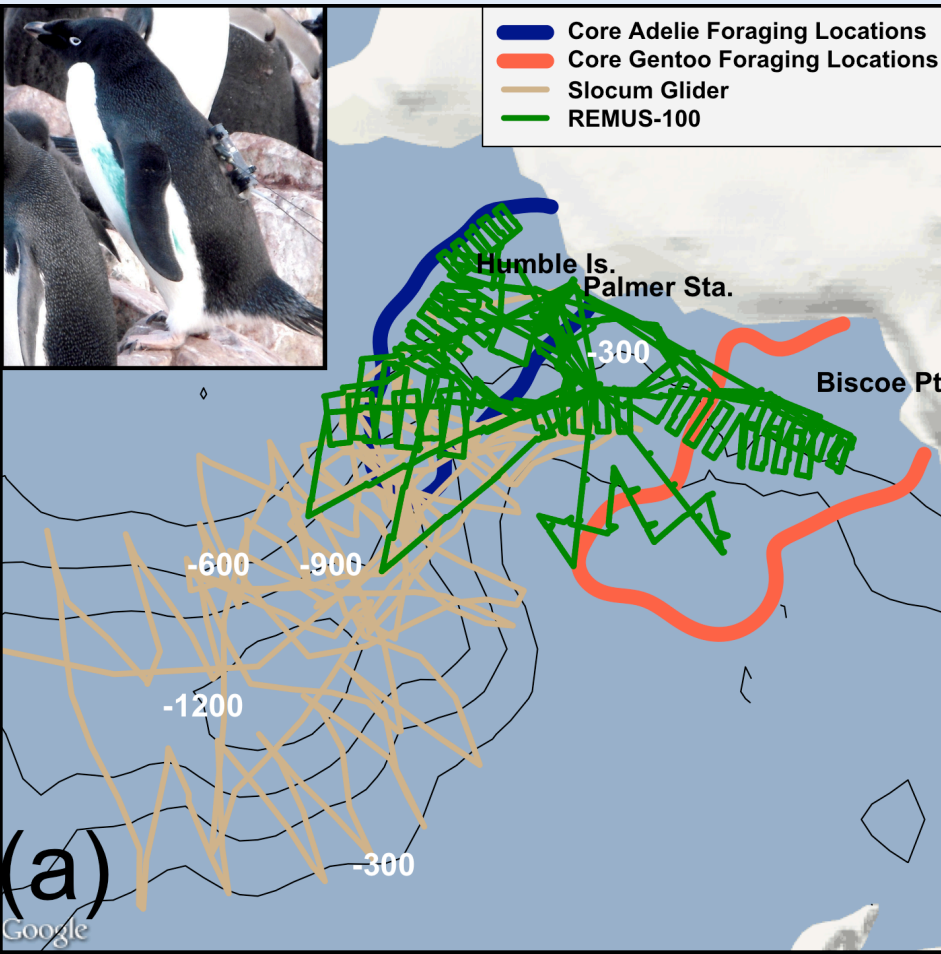 Core Adelie Foraging Locations
Core Gentoo Foraging Locations
Slocum Glider
REMUS-100
Humble Is.
Palmer Sta.
-300
Biscoe Pt
-600
-900
-1200
-300
(a)
Google